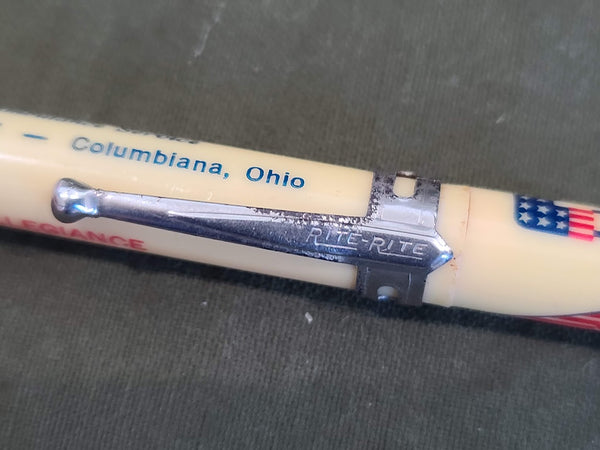 — Columbiana, Ohio
RITE-RITE
LEGIANCE